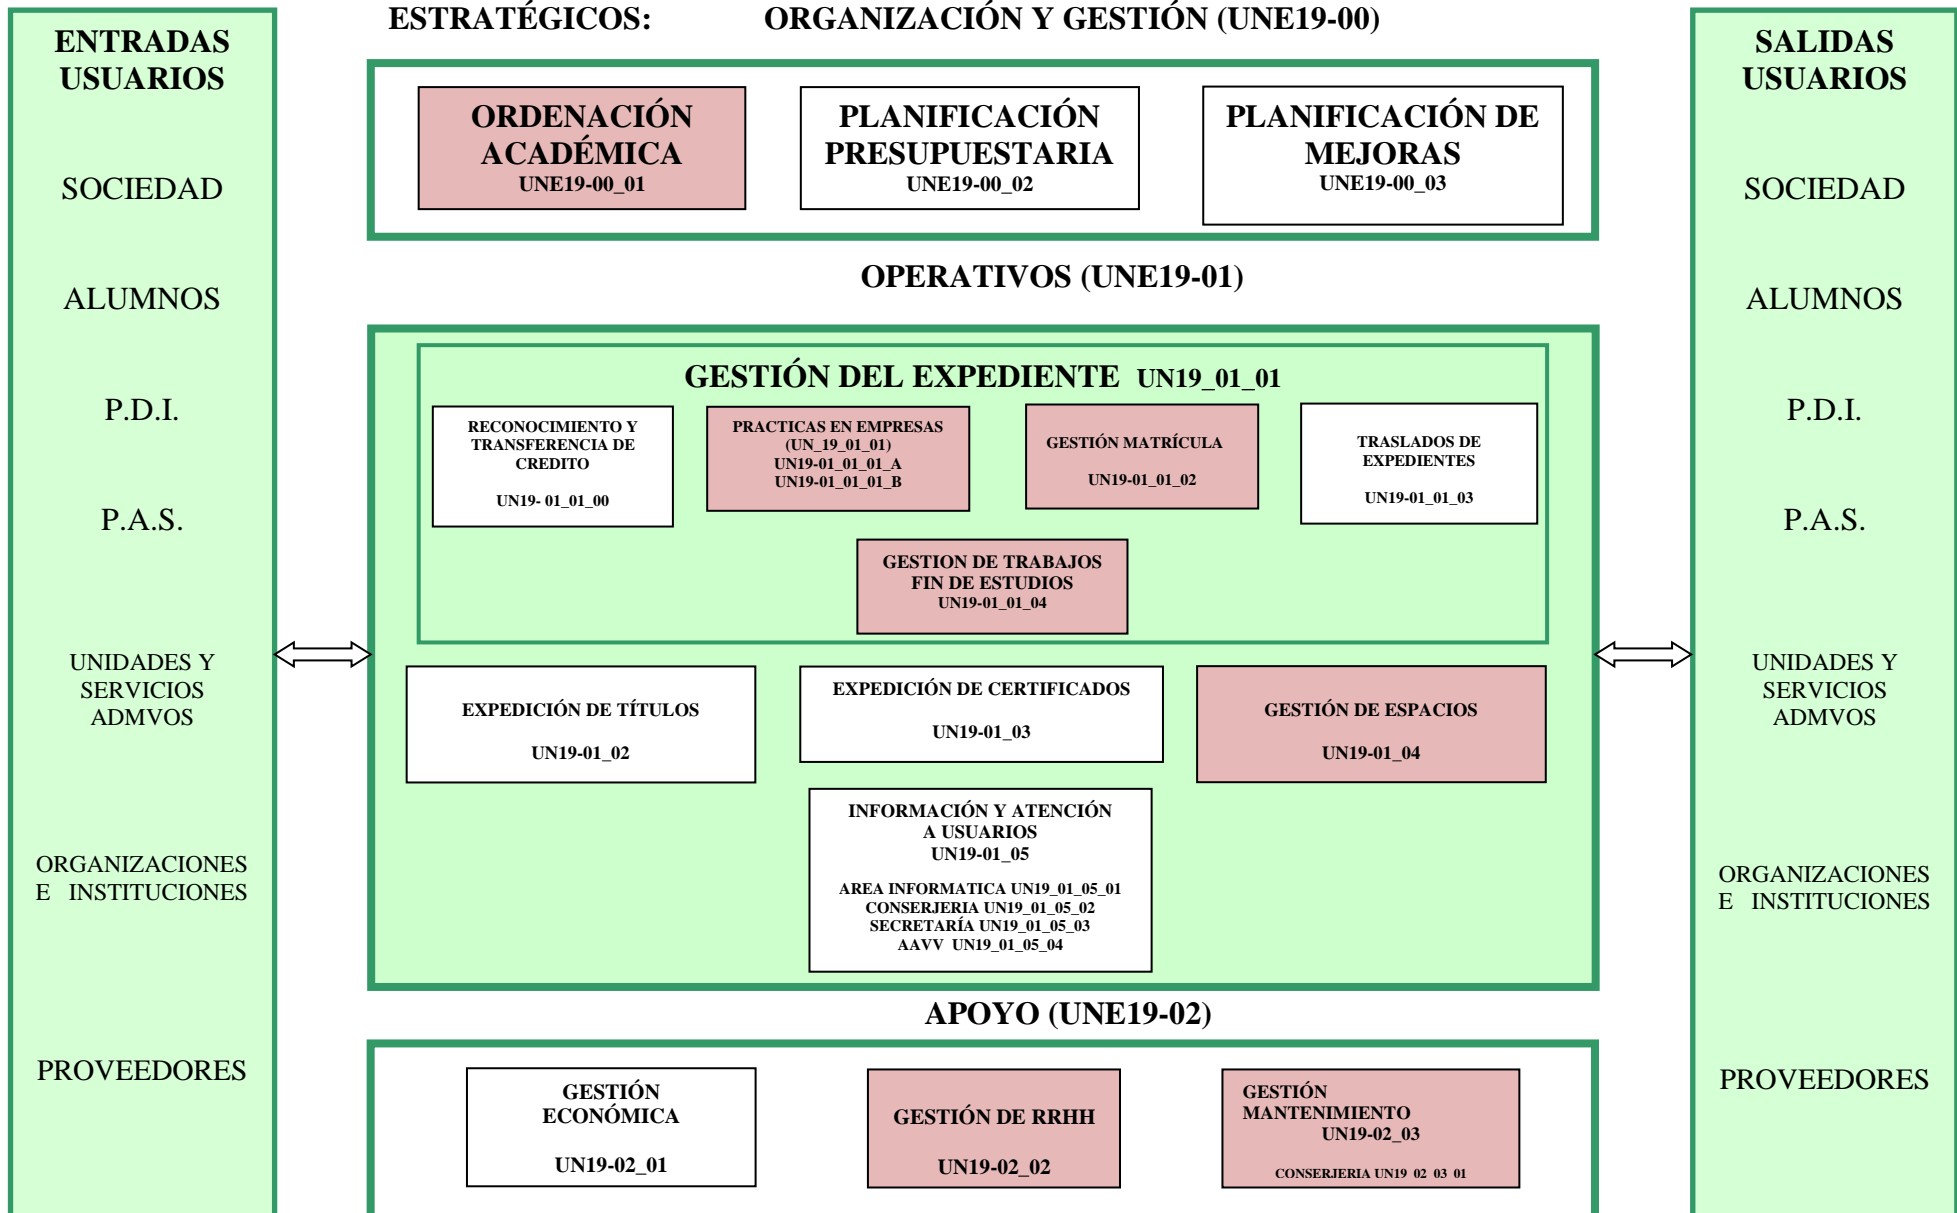 ENTRADAS
USUARIOS
SOCIEDAD
ALUMNOS
P.D.I.
P.A.S.
UNIDADES Y
SERVICIOS
ADMVOS
ORGANIZACIONES
E INSTITUCIONES
PROVEEDORES
ESTRATÉGICOS: ORGANIZACIÓN Y GESTIÓN (UNE19-00)
ORDENACIÓN
ACADÉMICA
UNE19-00_01
PLANIFICACIÓN
PRESUPUESTARIA
UNE19-00_02
PLANIFICACIÓN DE
MEJORAS
UNE19-00_03
OPERATIVOS (UNE19-01)
GESTIÓN DEL EXPEDIENTE UN19_01_01
RECONOCIMIENTO Y
TRANSFERENCIA DE
CREDITO
UN19- 01_01_00
PRACTICAS EN EMPRESAS
(UN_19_01_01)
UN19-01_01_01_A
UN19-01_01_01_B
GESTIÓN MATRÍCULA
UN19-01_01_02
TRASLADOS DE
EXPEDIENTES
UN19-01_01_03
GESTION DE TRABAJOS
FIN DE ESTUDIOS
UN19-01_01_04
EXPEDICIÓN DE TÍTULOS
UN19-01_02
EXPEDICIÓN DE CERTIFICADOS
UN19-01_03
GESTIÓN DE ESPACIOS
UN19-01_04
INFORMACIÓN Y ATENCIÓN
A USUARIOS
UN19-01_05
AREA INFORMATICA UN19_01_05_01
CONSERJERIA UN19_01_05_02
SECRETARÍA UN19_01_05_03
AAVV UN19_01_05_04
APOYO (UNE19-02)
GESTIÓN
ECONÓMICA
UN19-02_01
GESTIÓN DE RRHH
UN19-02_02
GESTIÓN
MANTENIMIENTO
UN19-02_03
CONSERJERIA UN19_02_03_01
SALIDAS
USUARIOS
SOCIEDAD
ALUMNOS
P.D.I.
P.A.S.
UNIDADES Y
SERVICIOS
ADMVOS
ORGANIZACIONES
E INSTITUCIONES
PROVEEDORES